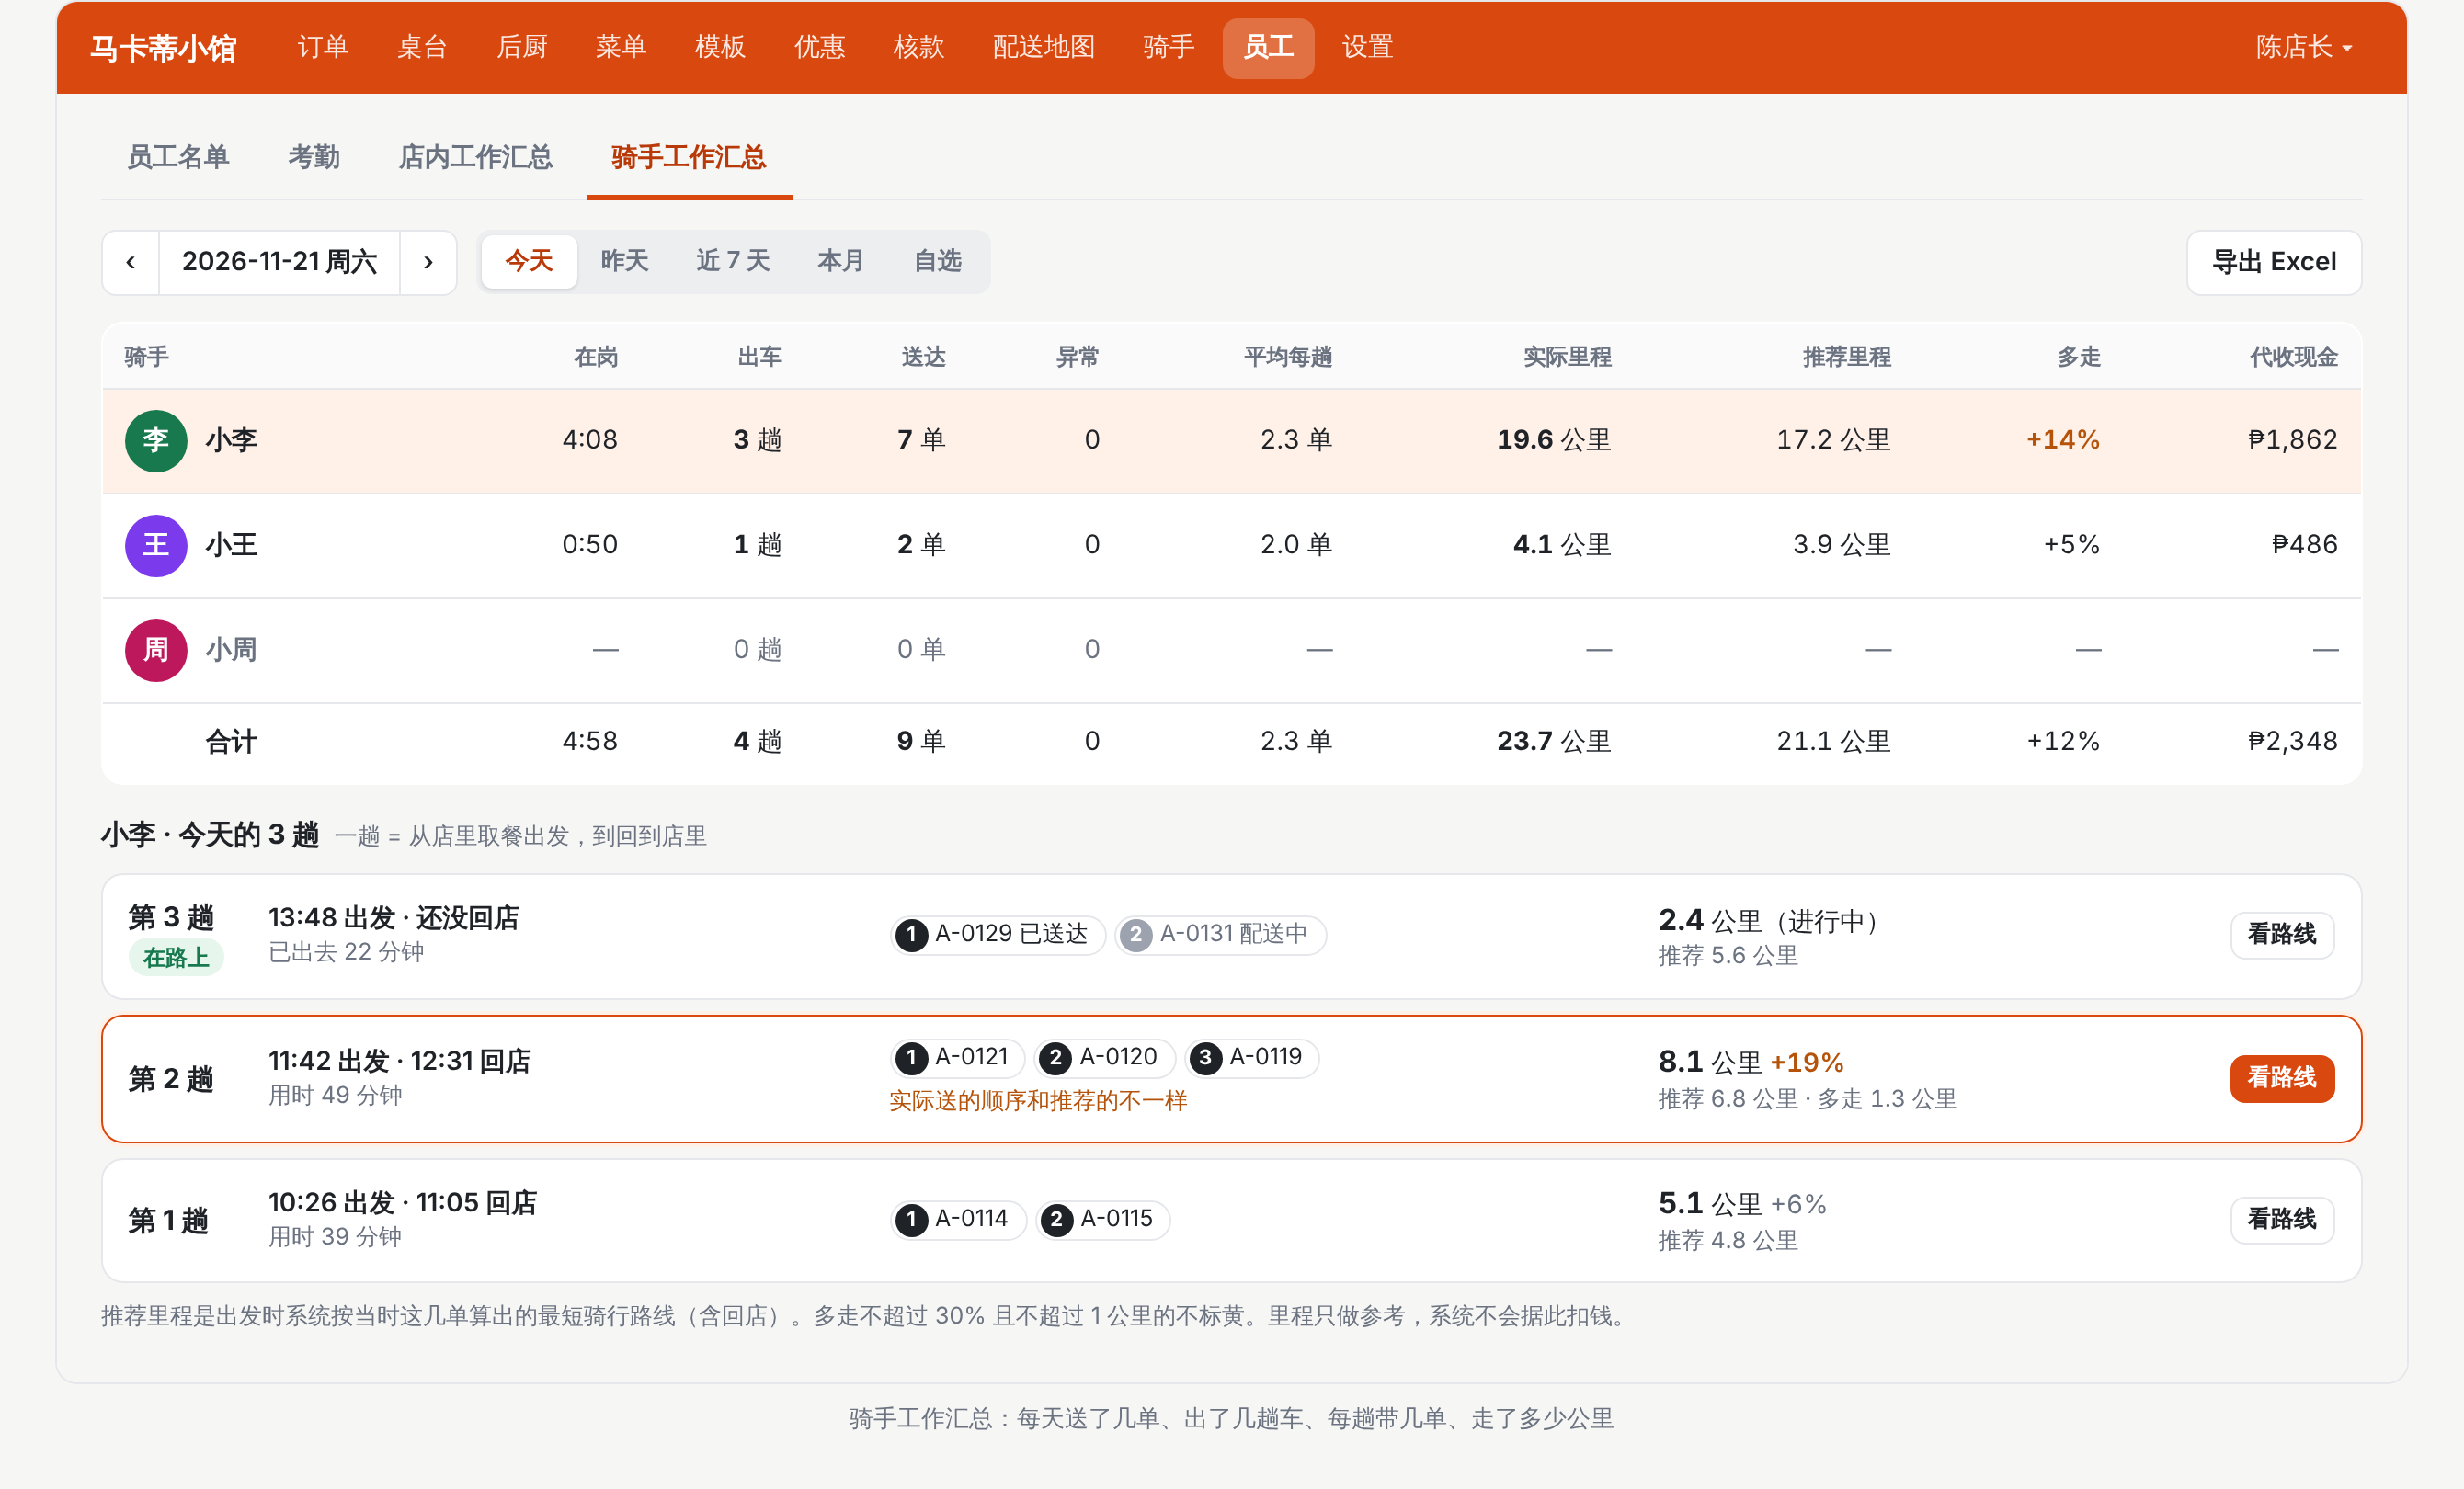 马卡蒂小馆 订单 桌台 后厨 菜单 模板 优惠 核款 配送地图 骑手 员工 设置 陈店长
员工名单 考勤 店内工作汇总 骑手工作汇总
‹ 2026-11-21 周六 › 今天 昨天 近 7 天 本月 自选 导出 Excel
骑手 在岗 出车 送达 异常 平均每趟 实际里程 推荐里程 多走 代收现金
李 小李 4:08 3 趟 7 单 0 2.3 单 19.6 公里 17.2 公里 +14% ₱1,862
王 小王 0:50 1 趟 2 单 0 2.0 单 4.1 公里 3.9 公里 +5% ₱486
周 小周 — 0 趟 0 单 0 — — — — —
合计 4:58 4 趟 9 单 0 2.3 单 23.7 公里 21.1 公里 +12% ₱2,348
小李 · 今天的 3 趟 一趟 = 从店里取餐出发，到回到店里
第 3 趟 在路上
13:48 出发 · 还没回店
已出去 22 分钟
1 A-0129 已送达 2 A-0131 配送中
2.4 公里（进行中）
推荐 5.6 公里
看路线
第 2 趟
11:42 出发 · 12:31 回店
用时 49 分钟
1 A-0121 2 A-0120 3 A-0119
实际送的顺序和推荐的不一样
8.1 公里 +19%
推荐 6.8 公里 · 多走 1.3 公里
看路线
第 1 趟
10:26 出发 · 11:05 回店
用时 39 分钟
1 A-0114 2 A-0115
5.1 公里 +6%
推荐 4.8 公里
看路线
推荐里程是出发时系统按当时这几单算出的最短骑行路线（含回店）。多走不超过 30% 且不超过 1 公里的不标黄。里程只做参考，系统不会据此扣钱。
骑手工作汇总：每天送了几单、出了几趟车、每趟带几单、走了多少公里